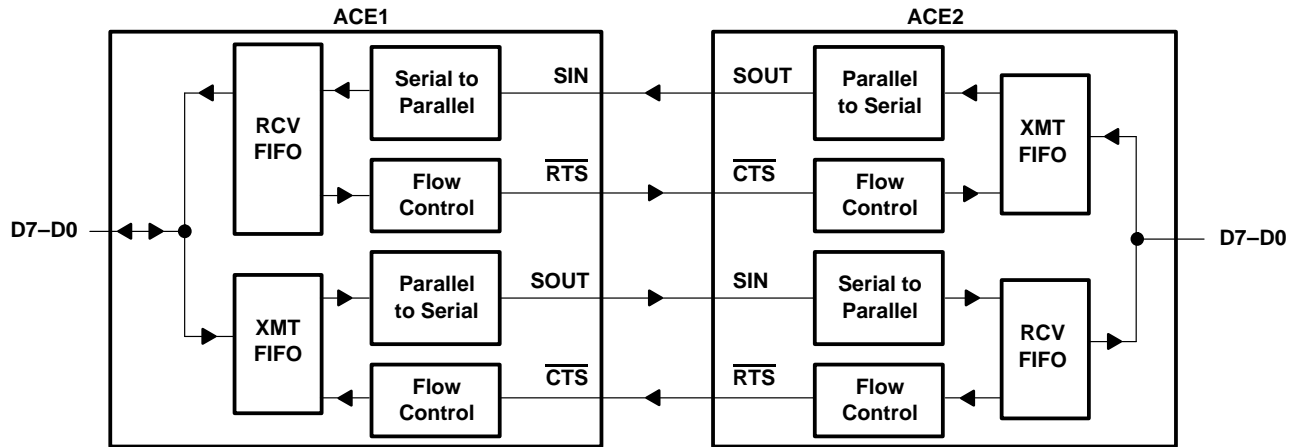 ACE1
ACE2
RCV
FIFO
Serial to
Parallel
SIN
SOUT
Parallel
to Serial
XMT
FIFO
Flow
Control
RTS
CTS
Flow
Control
D7–D0
D7–D0
XMT
FIFO
Parallel
to Serial
SOUT
SIN
Serial to
Parallel
RCV
FIFO
Flow
Control
CTS
RTS
Flow
Control